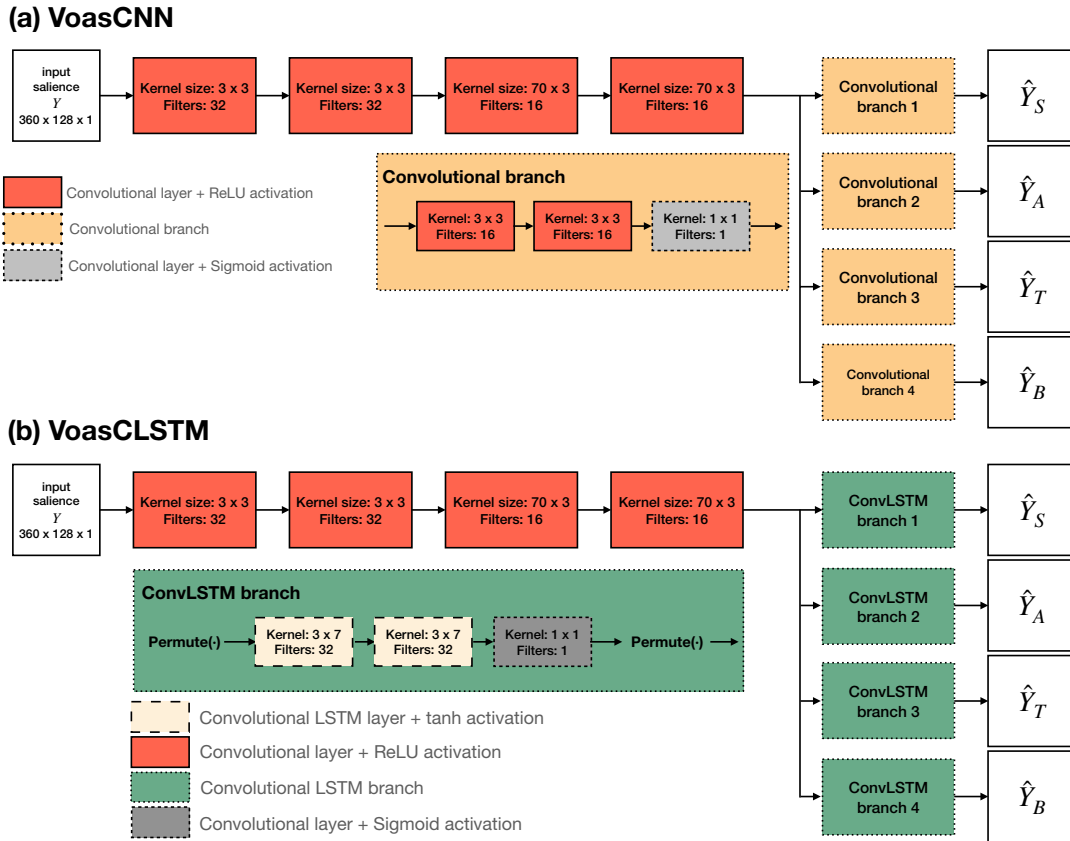 (a) VoasCNN
input
salience
Y
360 x 128 x 1
Kernel size: 3 x 3
Filters: 32
Kernel size: 3 x 3
Filters: 32
Kernel size: 70 x 3
Filters: 16
Kernel size: 70 x 3
Filters: 16
Convolutional
branch 1
Ŷ_S
Convolutional layer + ReLU activation
Convolutional branch
Convolutional layer + Sigmoid activation
Convolutional branch
Kernel: 3 x 3
Filters: 16
Kernel: 3 x 3
Filters: 16
Kernel: 1 x 1
Filters: 1
Convolutional
branch 2
Ŷ_A
Convolutional
branch 3
Ŷ_T
Convolutional
branch 4
Ŷ_B
(b) VoasCLSTM
input
salience
Y
360 x 128 x 1
Kernel size: 3 x 3
Filters: 32
Kernel size: 3 x 3
Filters: 32
Kernel size: 70 x 3
Filters: 16
Kernel size: 70 x 3
Filters: 16
ConvLSTM
branch 1
Ŷ_S
ConvLSTM branch
Permute(·)
Kernel: 3 x 7
Filters: 32
Kernel: 3 x 7
Filters: 32
Kernel: 1 x 1
Filters: 1
Permute(·)
ConvLSTM
branch 2
Ŷ_A
ConvLSTM
branch 3
Ŷ_T
ConvLSTM
branch 4
Ŷ_B
Convolutional LSTM layer + tanh activation
Convolutional layer + ReLU activation
Convolutional LSTM branch
Convolutional layer + Sigmoid activation